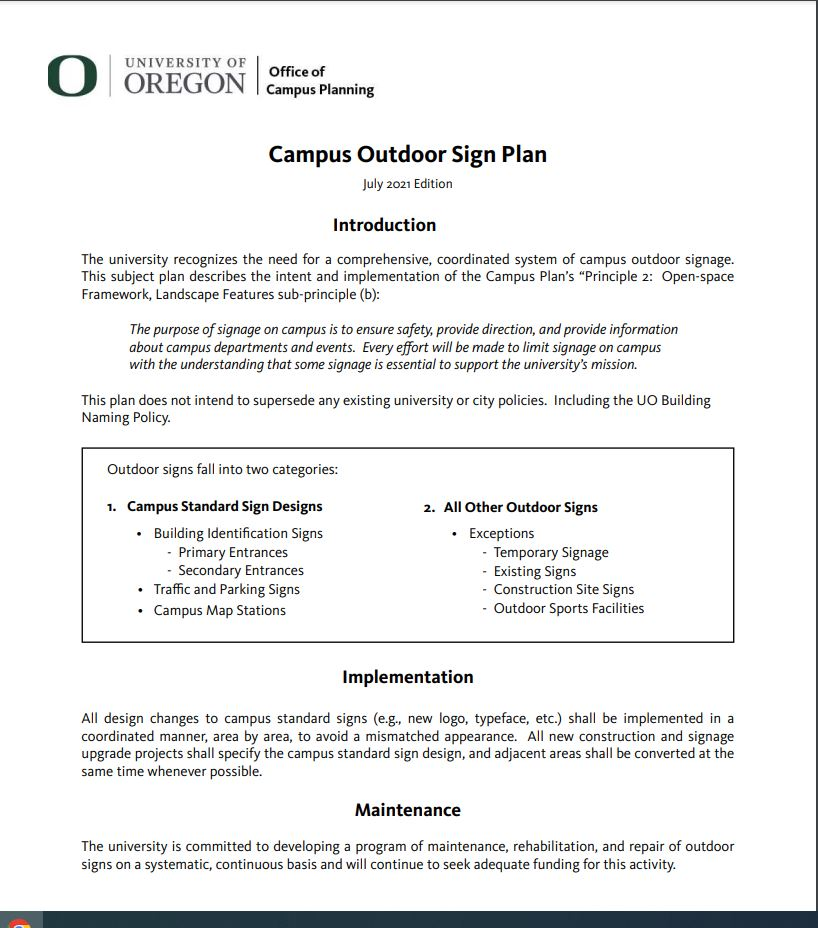 UNIVERSITY OF
OREGON
Office of
Campus Planning
Campus Outdoor Sign Plan
July 2021 Edition
Introduction
The university recognizes the need for a comprehensive, coordinated system of campus outdoor signage.
This subject plan describes the intent and implementation of the Campus Plan's “Principle 2:  Open-space
Framework, Landscape Features sub-principle (b):
The purpose of signage on campus is to ensure safety, provide direction, and provide information
about campus departments and events.  Every effort will be made to limit signage on campus
with the understanding that some signage is essential to support the university's mission.
This plan does not intend to supersede any existing university or city policies.  Including the UO Building
Naming Policy.
Outdoor signs fall into two categories:
1. Campus Standard Sign Designs
• Building Identification Signs
- Primary Entrances
- Secondary Entrances
• Traffic and Parking Signs
• Campus Map Stations
2. All Other Outdoor Signs
• Exceptions
- Temporary Signage
- Existing Signs
- Construction Site Signs
- Outdoor Sports Facilities
Implementation
All design changes to campus standard signs (e.g., new logo, typeface, etc.) shall be implemented in a
coordinated manner, area by area, to avoid a mismatched appearance.  All new construction and signage
upgrade projects shall specify the campus standard sign design, and adjacent areas shall be converted at the
same time whenever possible.
Maintenance
The university is committed to developing a program of maintenance, rehabilitation, and repair of outdoor
signs on a systematic, continuous basis and will continue to seek adequate funding for this activity.